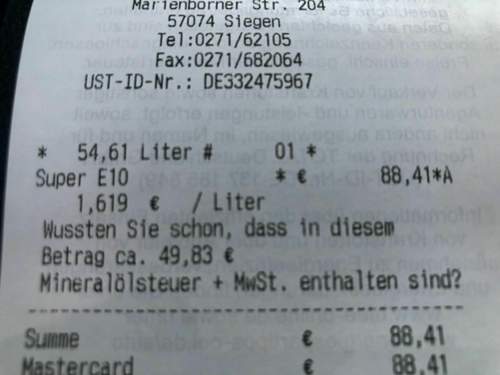 Marienborner Str. 204
57074 Siegen
Tel:0271/62105
Fax:0271/682064
UST-ID-Nr.: DE332475967
* 54,61 Liter # 01 *
Super E10 * € 88,41*A
1,619 € / Liter
Wussten Sie schon, dass in diesem
Betrag ca. 49,83 €
Mineralölsteuer + MwSt. enthalten sind?
Summe € 88,41
Mastercard € 88,41